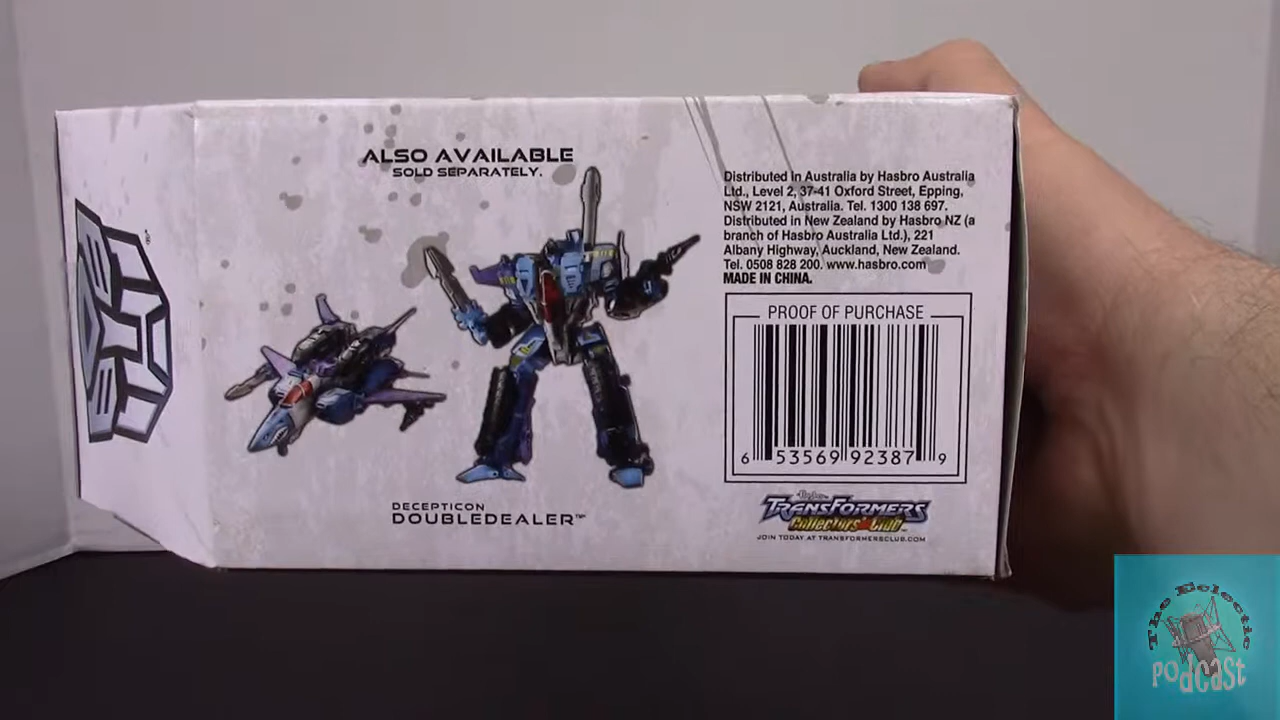 ALSO AVAILABLE
SOLD SEPARATELY.
DECEPTICON
DOUBLEDEALER™
Distributed in Australia by Hasbro Australia
Ltd., Level 2, 37-41 Oxford Street, Epping,
NSW 2121, Australia. Tel. 1300 138 697.
Distributed in New Zealand by Hasbro NZ (a
branch of Hasbro Australia Ltd.), 221
Albany Highway, Auckland, New Zealand.
Tel. 0508 828 200. www.hasbro.com
MADE IN CHINA.
PROOF OF PURCHASE
6 53569 92387 9
TRANSFORMERS
Collectors Club
JOIN TODAY AT TRANSFORMERSCLUB.COM
The Eclectic
PodCast